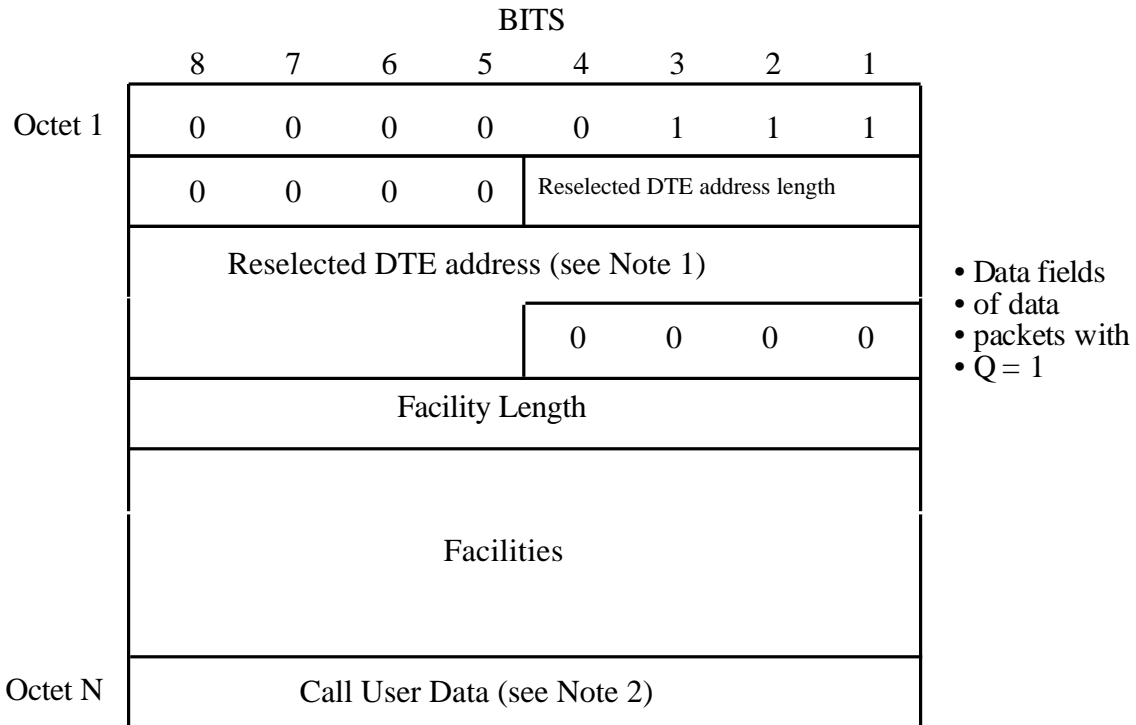 BITS
8 7 6 5 4 3 2 1
Octet 1 0 0 0 0 0 1 1 1
0 0 0 0 Reselected DTE address length
Reselected DTE address (see Note 1)
0 0 0 0
• Data fields
• of data
• packets with
• Q = 1
Facility Length
Facilities
Octet N Call User Data (see Note 2)